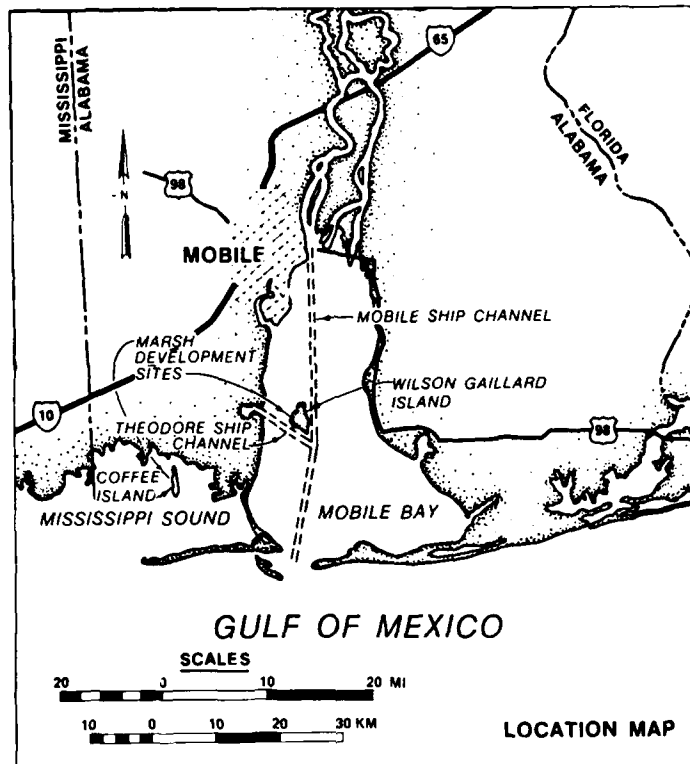 65
MISSISSIPPI
ALABAMA
FLORIDA
ALABAMA
98
N
MOBILE
MOBILE SHIP CHANNEL
MARSH
DEVELOPMENT
SITES
WILSON GAILLARD
ISLAND
10
THEODORE SHIP
CHANNEL
98
COFFEE
ISLAND
MISSISSIPPI SOUND
MOBILE BAY
GULF OF MEXICO
SCALES
20 0 10 20 MI
10 0 10 20 30 KM
LOCATION MAP